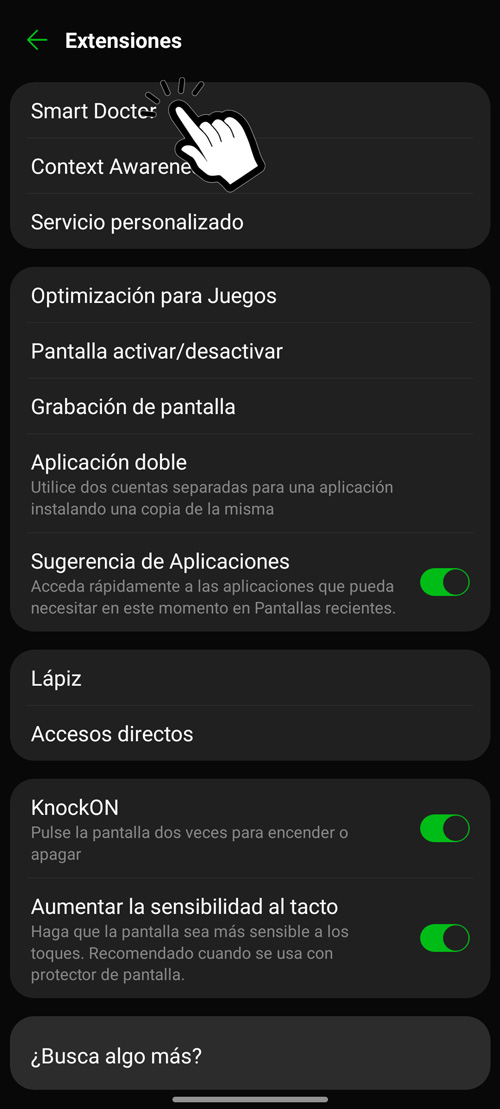 Extensiones
Smart Doctor
Context
Servicio personalizado
Optimización para Juegos
Pantalla activar/desactivar
Grabación de pantalla
Aplicación doble
Utilice dos cuentas separadas para una aplicación
instalando una copia de la misma
Sugerencia de Aplicaciones
Acceda rápidamente a las aplicaciones que pueda
necesitar en este momento en Pantallas recientes.
Lápiz
Accesos directos
KnockON
Pulse la pantalla dos veces para encender o
apagar
Aumentar la sensibilidad al tacto
Haga que la pantalla sea más sensible a los
toques. Recomendado cuando se usa con
protector de pantalla.
¿Busca algo más?